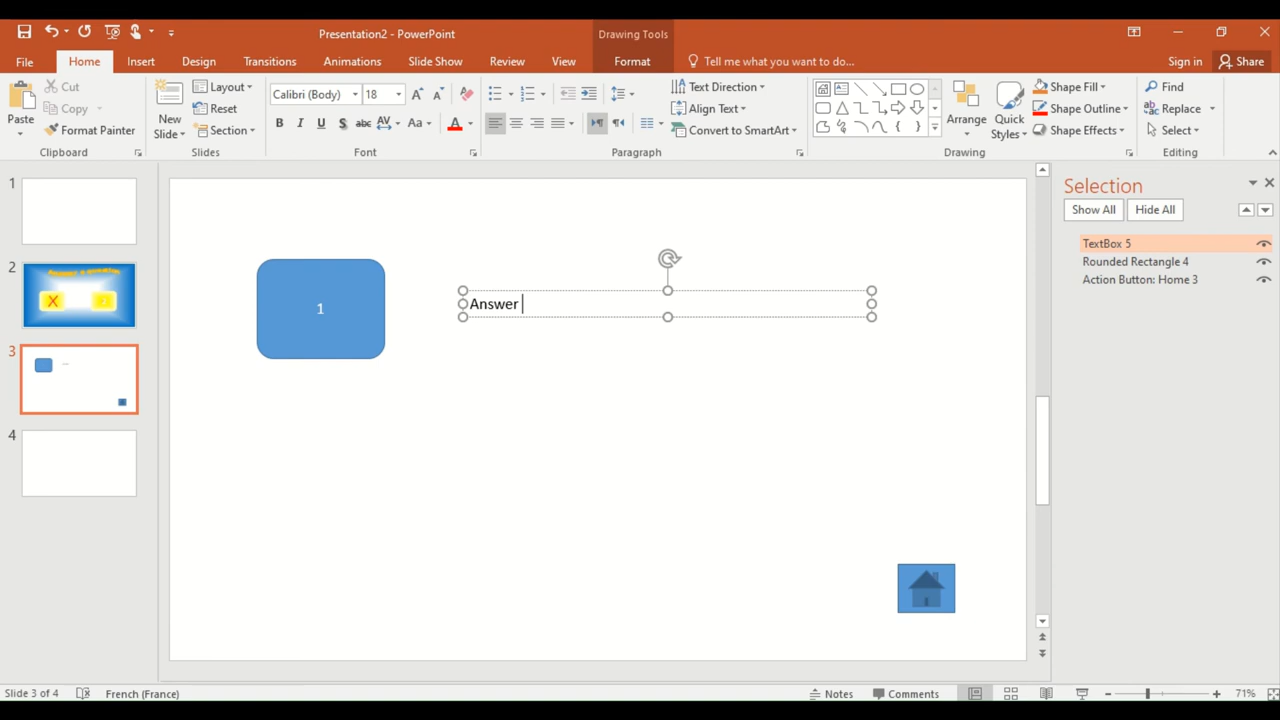 Presentation2 - PowerPoint
Drawing Tools
File Home Insert Design Transitions Animations Slide Show Review View Format Tell me what you want to do... Sign in Share
Paste
Cut
Copy
Format Painter
Clipboard
New Slide
Layout
Reset
Section
Slides
Calibri (Body) 18
B I U S abc AV Aa A
Font
Paragraph
Text Direction
Align Text
Convert to SmartArt
Arrange
Quick Styles
Shape Fill
Shape Outline
Shape Effects
Drawing
Find
Replace
Select
Editing
1
2
X
3
4
1
Answer
Selection
Show All Hide All
TextBox 5
Rounded Rectangle 4
Action Button: Home 3
Slide 3 of 4 French (France) Notes Comments 71%